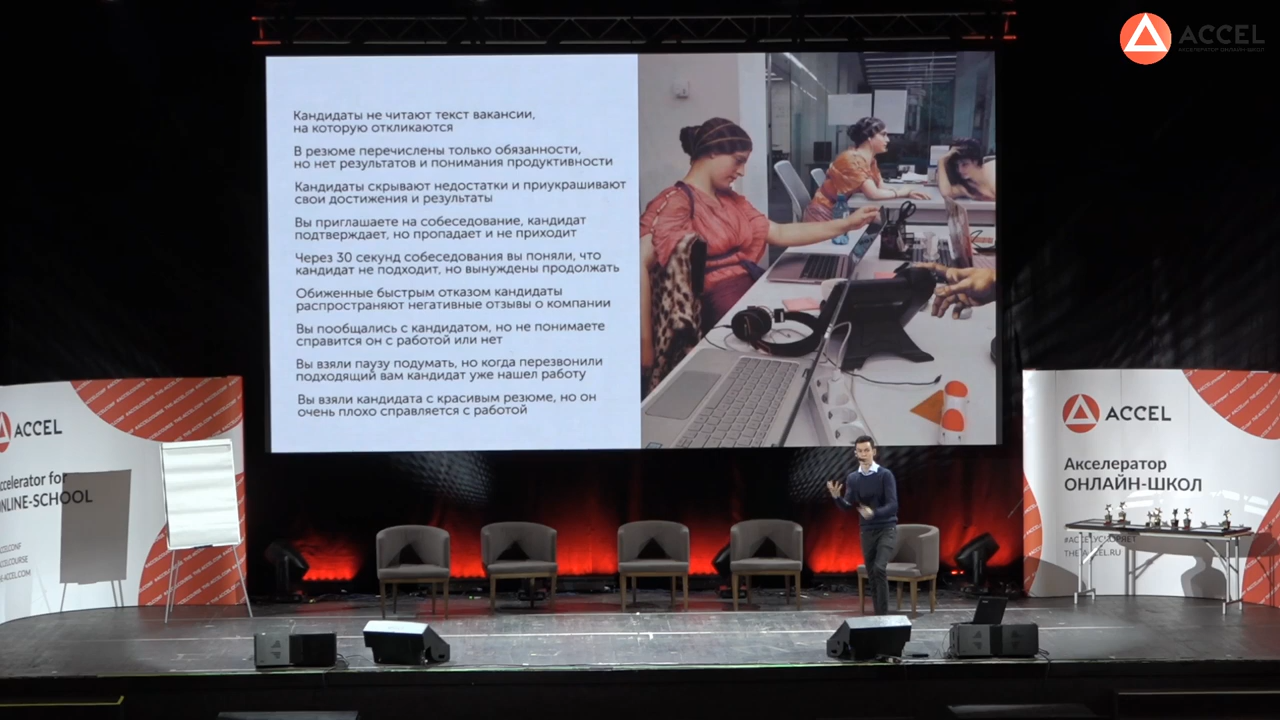 ACCEL
АКСЕЛЕРАТОР ОНЛАЙН-ШКОЛ
Кандидаты не читают текст вакансии,
на которую откликаются
В резюме перечислены только обязанности,
но нет результатов и понимания продуктивности
Кандидаты скрывают недостатки и приукрашивают
свои достижения и результаты
Вы приглашаете на собеседование, кандидат
подтверждает, но пропадает и не приходит
Через 30 секунд собеседования вы поняли, что
кандидат не подходит, но вынуждены продолжать
Обиженные быстрым отказом кандидаты
распространяют негативные отзывы о компании
Вы пообщались с кандидатом, но не понимаете
справится он с работой или нет
Вы взяли паузу подумать, но когда перезвонили
подходящий вам кандидат уже нашел работу
Вы взяли кандидата с красивым резюме, но он
очень плохо справляется с работой
ACCEL
ccelerator for
NLINE-SCHOOL
ACCEL
Акселератор
ОНЛАЙН-ШКОЛ
THE-ACCEL.RU